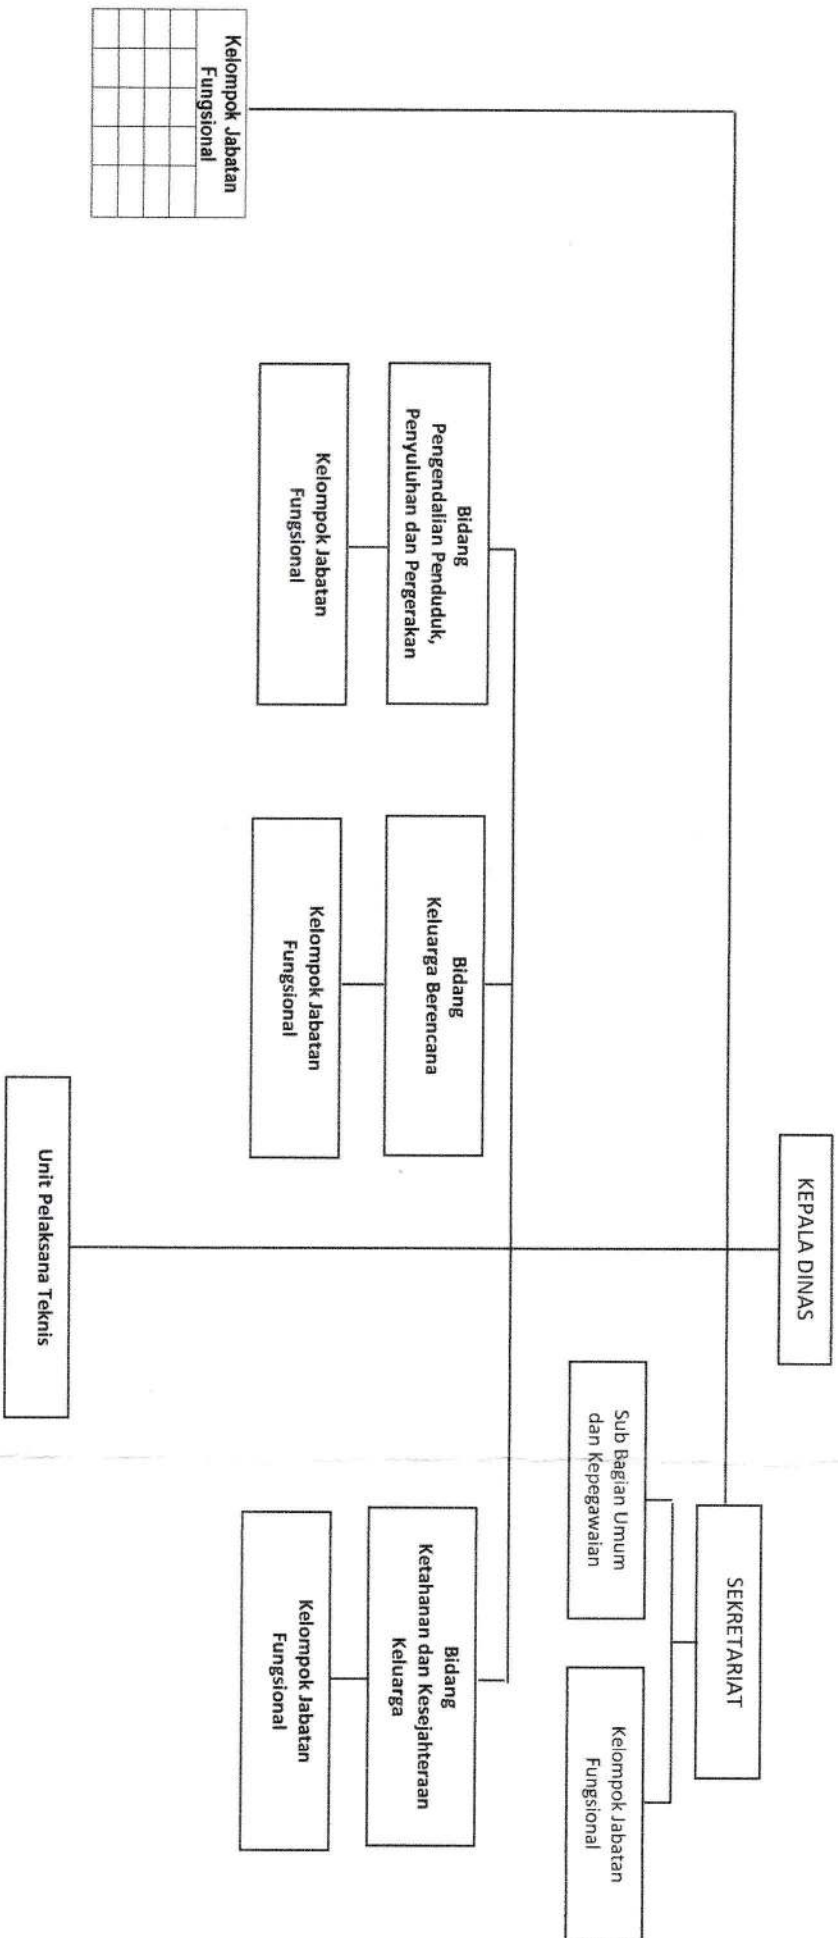 KEPALA DINAS
SEKRETARIAT
Sub Bagian Umum
dan Kepegawaian
Kelompok Jabatan
Fungsional
Kelompok Jabatan
Fungsional
Bidang
Pengendalian Penduduk,
Penyuluhan dan Pergerakan
Kelompok Jabatan
Fungsional
Bidang
Keluarga Berencana
Kelompok Jabatan
Fungsional
Bidang
Ketahanan dan Kesejahteraan
Keluarga
Kelompok Jabatan
Fungsional
Unit Pelaksana Teknis